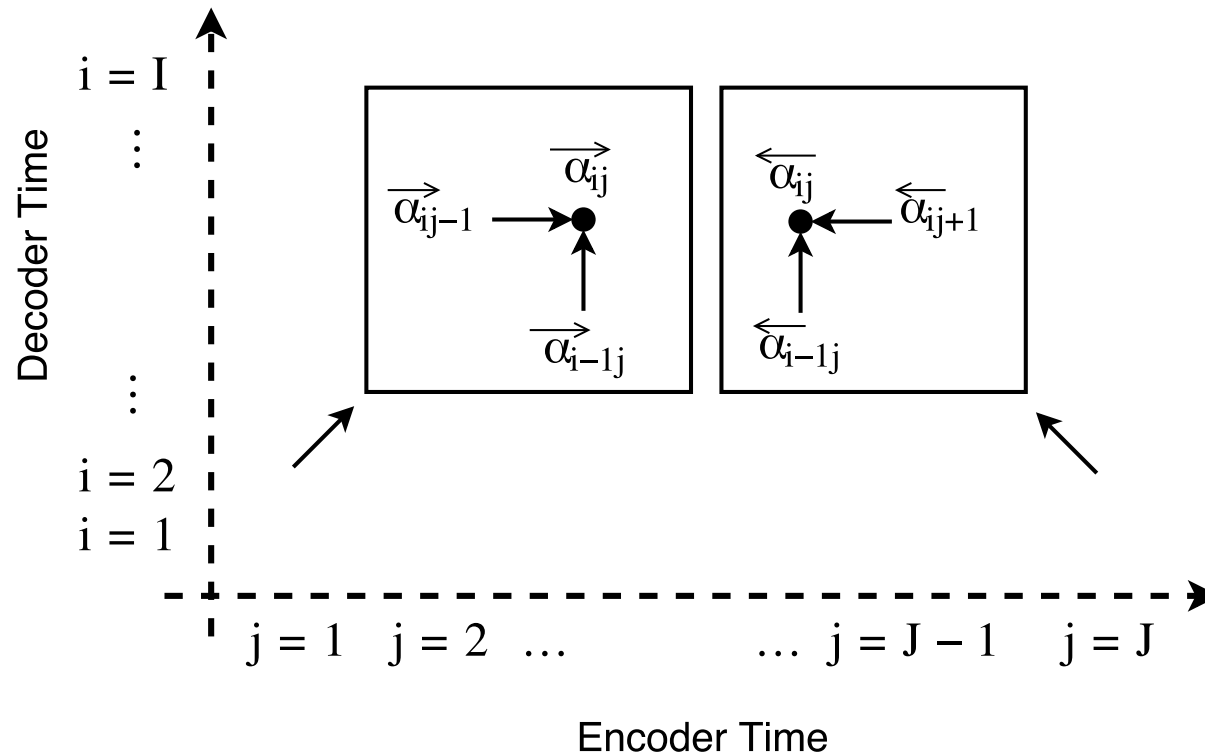 Decoder Time
i = I
⋮
⋮
i = 2
i = 1
α⃗ij
α⃗ij−1
α⃗i−1j
α⃖ij
α⃖ij+1
α⃖i−1j
j = 1 j = 2 ... ... j = J − 1 j = J
Encoder Time